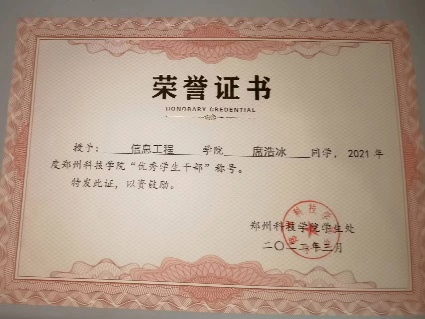 荣誉证书
HONORARY CREDENTIAL
授予：信息工程 学院 席浩冰 同学，2021年
度郑州科技学院“优秀学生干部”称号。
特发此证，以资鼓励。
郑州科技学院学生处
二〇二二年三月